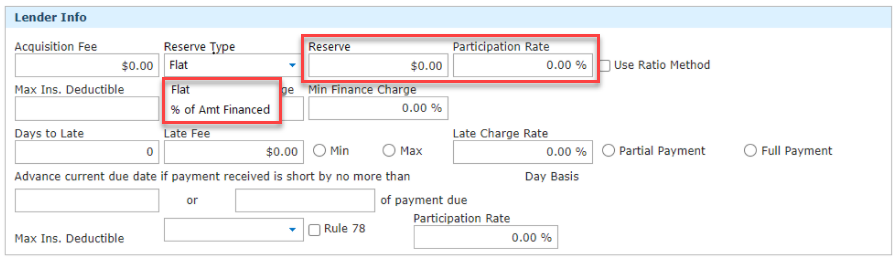 Lender Info
Acquisition Fee Reserve Type Reserve Participation Rate
$0.00 Flat $0.00 0.00 % Use Ratio Method
Max Ins. Deductible Flat ge Min Finance Charge
% of Amt Financed 0.00 %
Days to Late Late Fee Late Charge Rate
0 $0.00 Min Max 0.00 % Partial Payment Full Payment
Advance current due date if payment received is short by no more than Day Basis
or of payment due
Rule 78 Participation Rate
Max Ins. Deductible 0.00 %